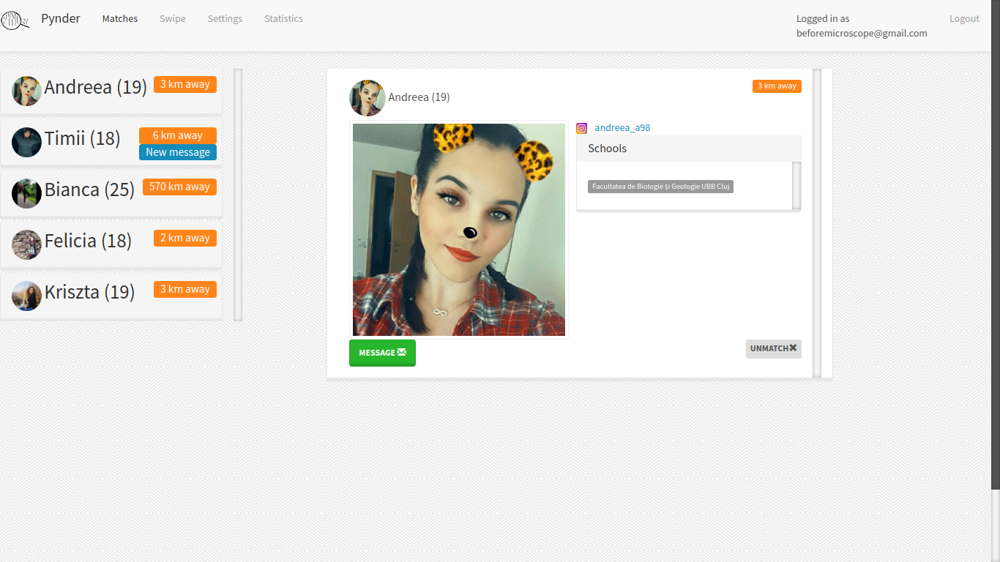 Pynder
Matches
Swipe
Settings
Statistics
Logged in as
beforemicroscope@gmail.com
Logout
Andreea (19)
3 km away
Timii (18)
6 km away
New message
Bianca (25)
570 km away
Felicia (18)
2 km away
Kriszta (19)
3 km away
Andreea (19)
3 km away
andreea_a98
Schools
Facultatea de Biologie și Geologie UBB Cluj
MESSAGE
UNMATCH